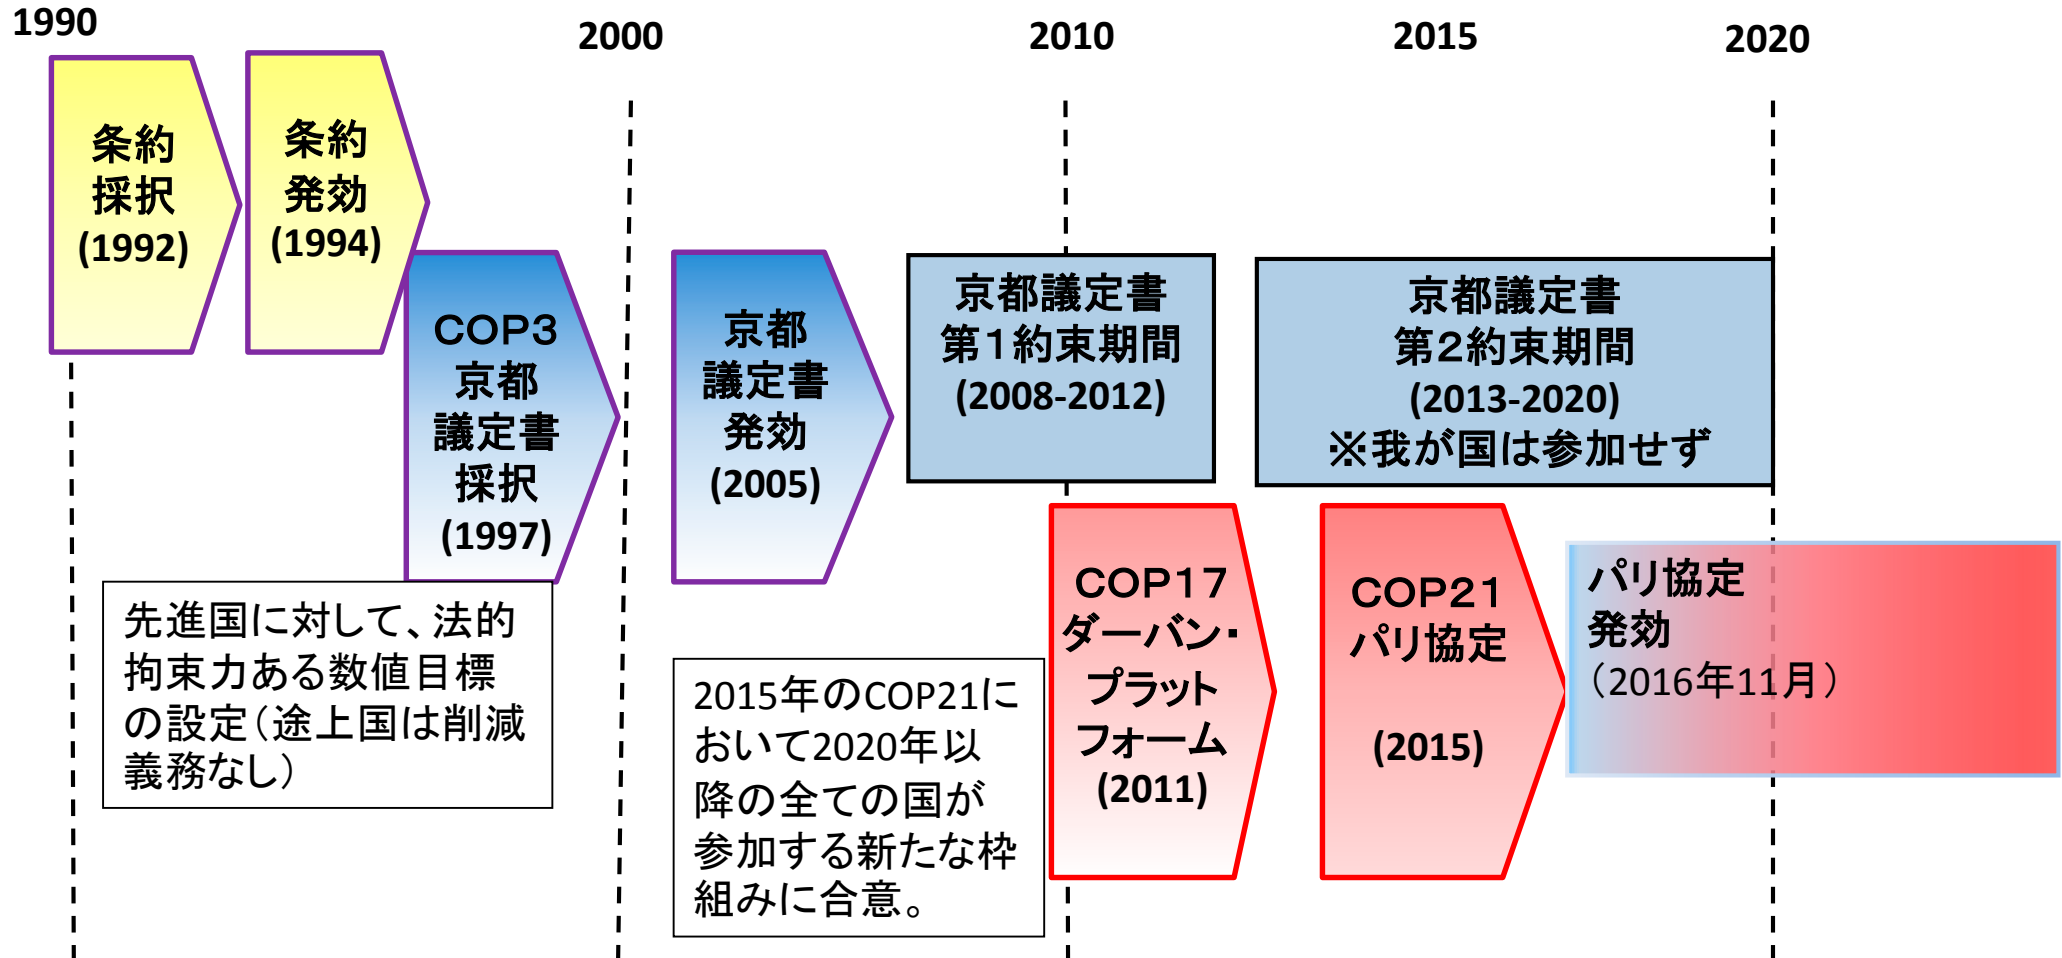 1990
2000
2010
2015
2020
条約
採択
(1992)
条約
発効
(1994)
COP3
京都
議定書
採択
(1997)
京都
議定書
発効
(2005)
京都議定書
第1約束期間
(2008-2012)
京都議定書
第2約束期間
(2013-2020)
※我が国は参加せず
先進国に対して、法的
拘束力ある数値目標
の設定(途上国は削減
義務なし)
2015年のCOP21に
おいて2020年以
降の全ての国が
参加する新たな枠
組みに合意。
COP17
ダーバン・
プラット
フォーム
(2011)
COP21
パリ協定
(2015)
パリ協定
発効
(2016年11月)